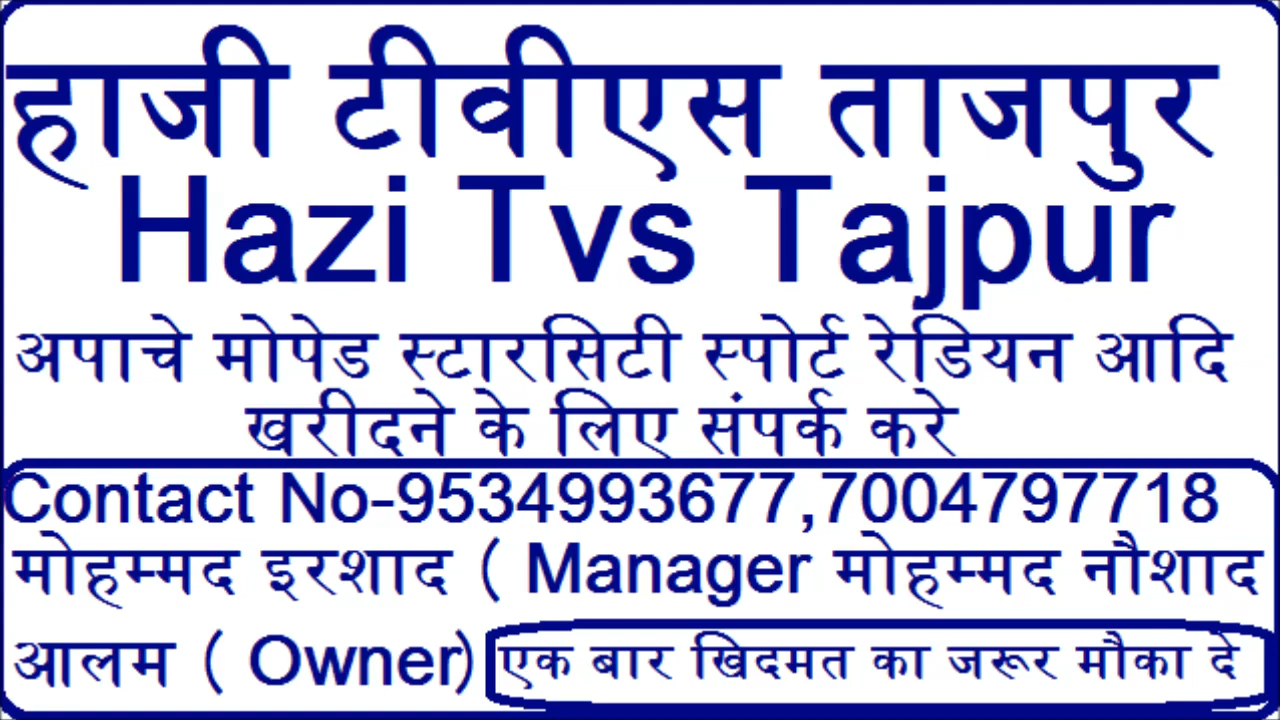 हाजी टीवीएस ताजपुर
Hazi Tvs Tajpur
अपाचे मोपेड स्टारसिटी स्पोर्ट रेडियन आदि
खरीदने के लिए संपर्क करे
Contact No-9534993677,7004797718
मोहम्मद इरशाद ( Manager मोहम्मद नौशाद
आलम ( Owner) एक बार खिदमत का जरूर मौका दे